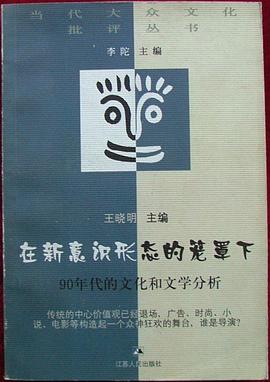 当代大众文化
批评丛书
李陀 主编
王晓明 主编
在新意识形态的笼罩下
90年代的文化和文学分析
传统的中心价值观已经退场,广告、时尚、小
说、电影等构造起一个众神狂欢的舞台,谁是导演?
江苏人民出版社